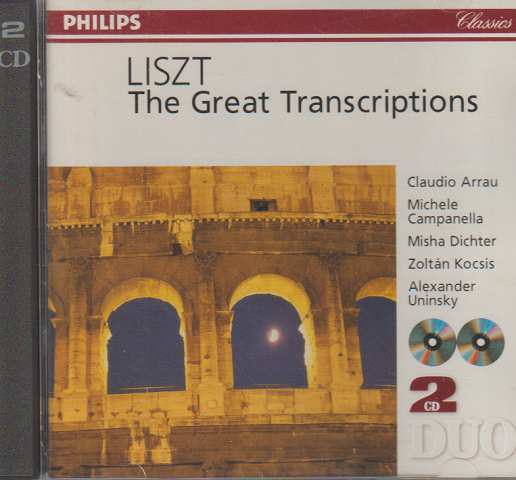 2
CD
PHILIPS
Classics
LISZT
The Great Transcriptions
Claudio Arrau
Michele
Campanella
Misha Dichter
Zoltán Kocsis
Alexander
Uninsky
2
CD
DUO